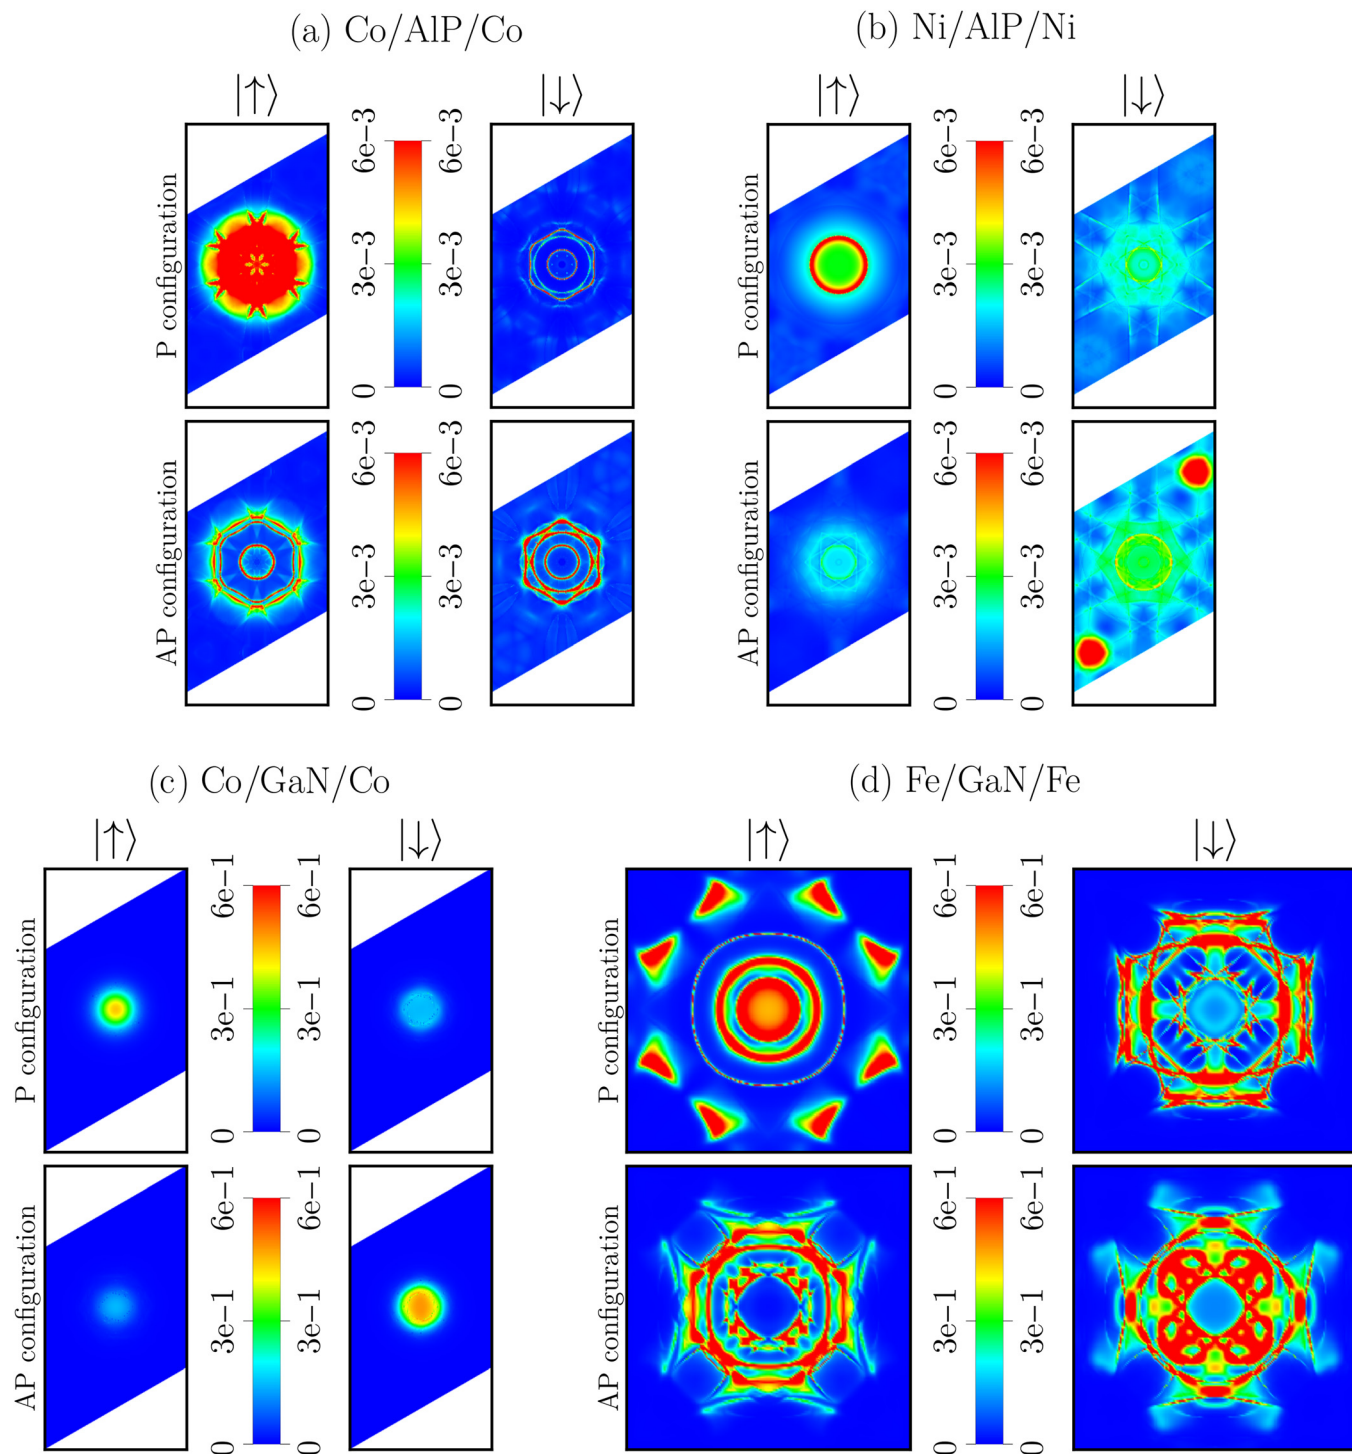 (a) Co/AlP/Co
(b) Ni/AlP/Ni
|↑⟩
|↓⟩
|↑⟩
|↓⟩
P configuration
6e−3
3e−3
0
6e−3
3e−3
0
P configuration
6e−3
3e−3
0
6e−3
3e−3
0
AP configuration
6e−3
3e−3
0
6e−3
3e−3
0
AP configuration
6e−3
3e−3
0
6e−3
3e−3
0
(c) Co/GaN/Co
(d) Fe/GaN/Fe
|↑⟩
|↓⟩
|↑⟩
|↓⟩
P configuration
6e−1
3e−1
0
6e−1
3e−1
0
P configuration
6e−1
3e−1
0
6e−1
3e−1
0
AP configuration
6e−1
3e−1
0
6e−1
3e−1
0
AP configuration
6e−1
3e−1
0
6e−1
3e−1
0